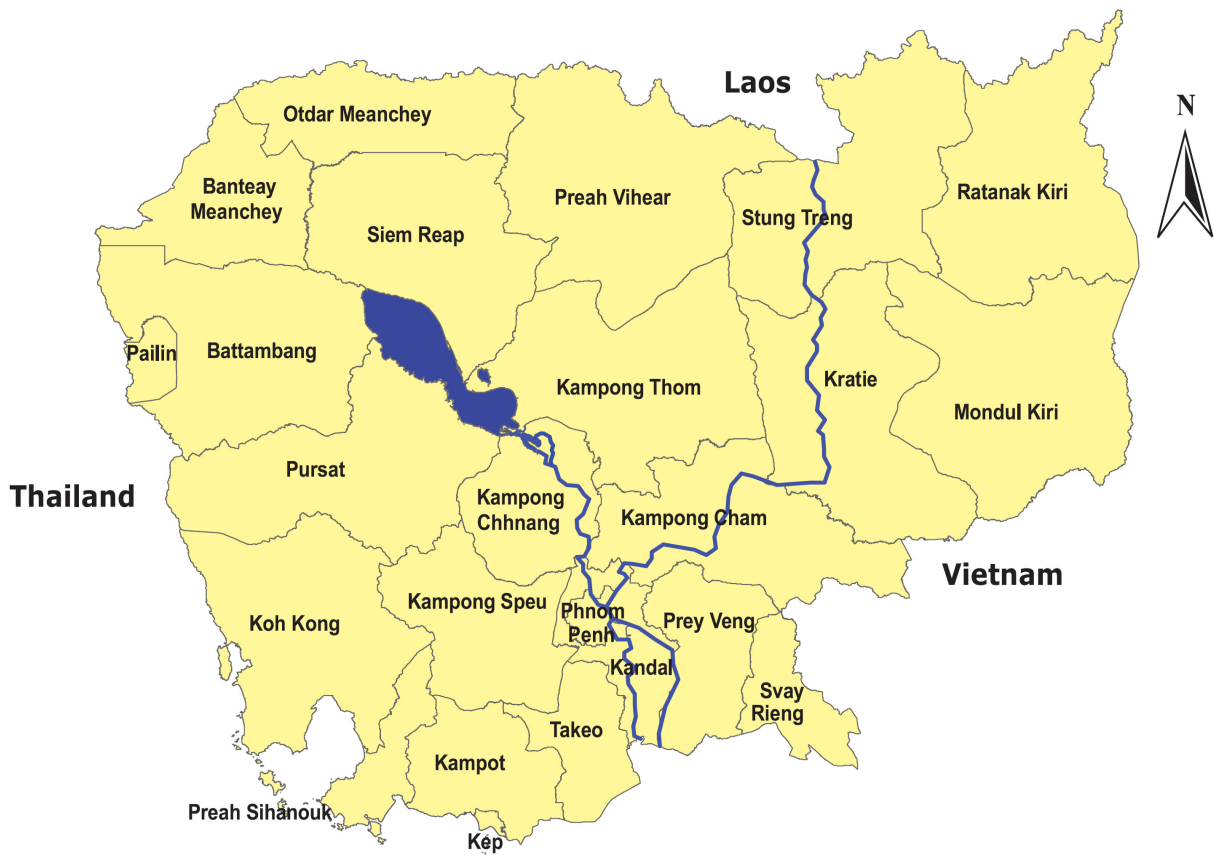 Laos
N
Otdar Meanchey
Banteay
Meanchey
Siem Reap
Preah Vihear
Stung Treng
Ratanak Kiri
Pailin
Battambang
Kampong Thom
Kratie
Mondul Kiri
Thailand
Pursat
Kampong
Chhnang
Kampong Cham
Vietnam
Koh Kong
Kampong Speu
Phnom
Penh
Prey Veng
Kandal
Svay
Rieng
Takeo
Kampot
Preah Sihanouk
Kep